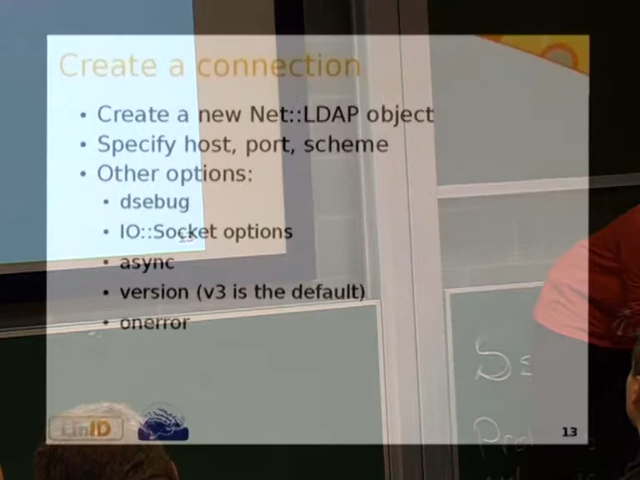 Create a connection
• Create a new Net::LDAP object
• Specify host, port, scheme
• Other options:
• dsebug
• IO::Socket options
• async
• version (v3 is the default)
• onerror
LinID
13